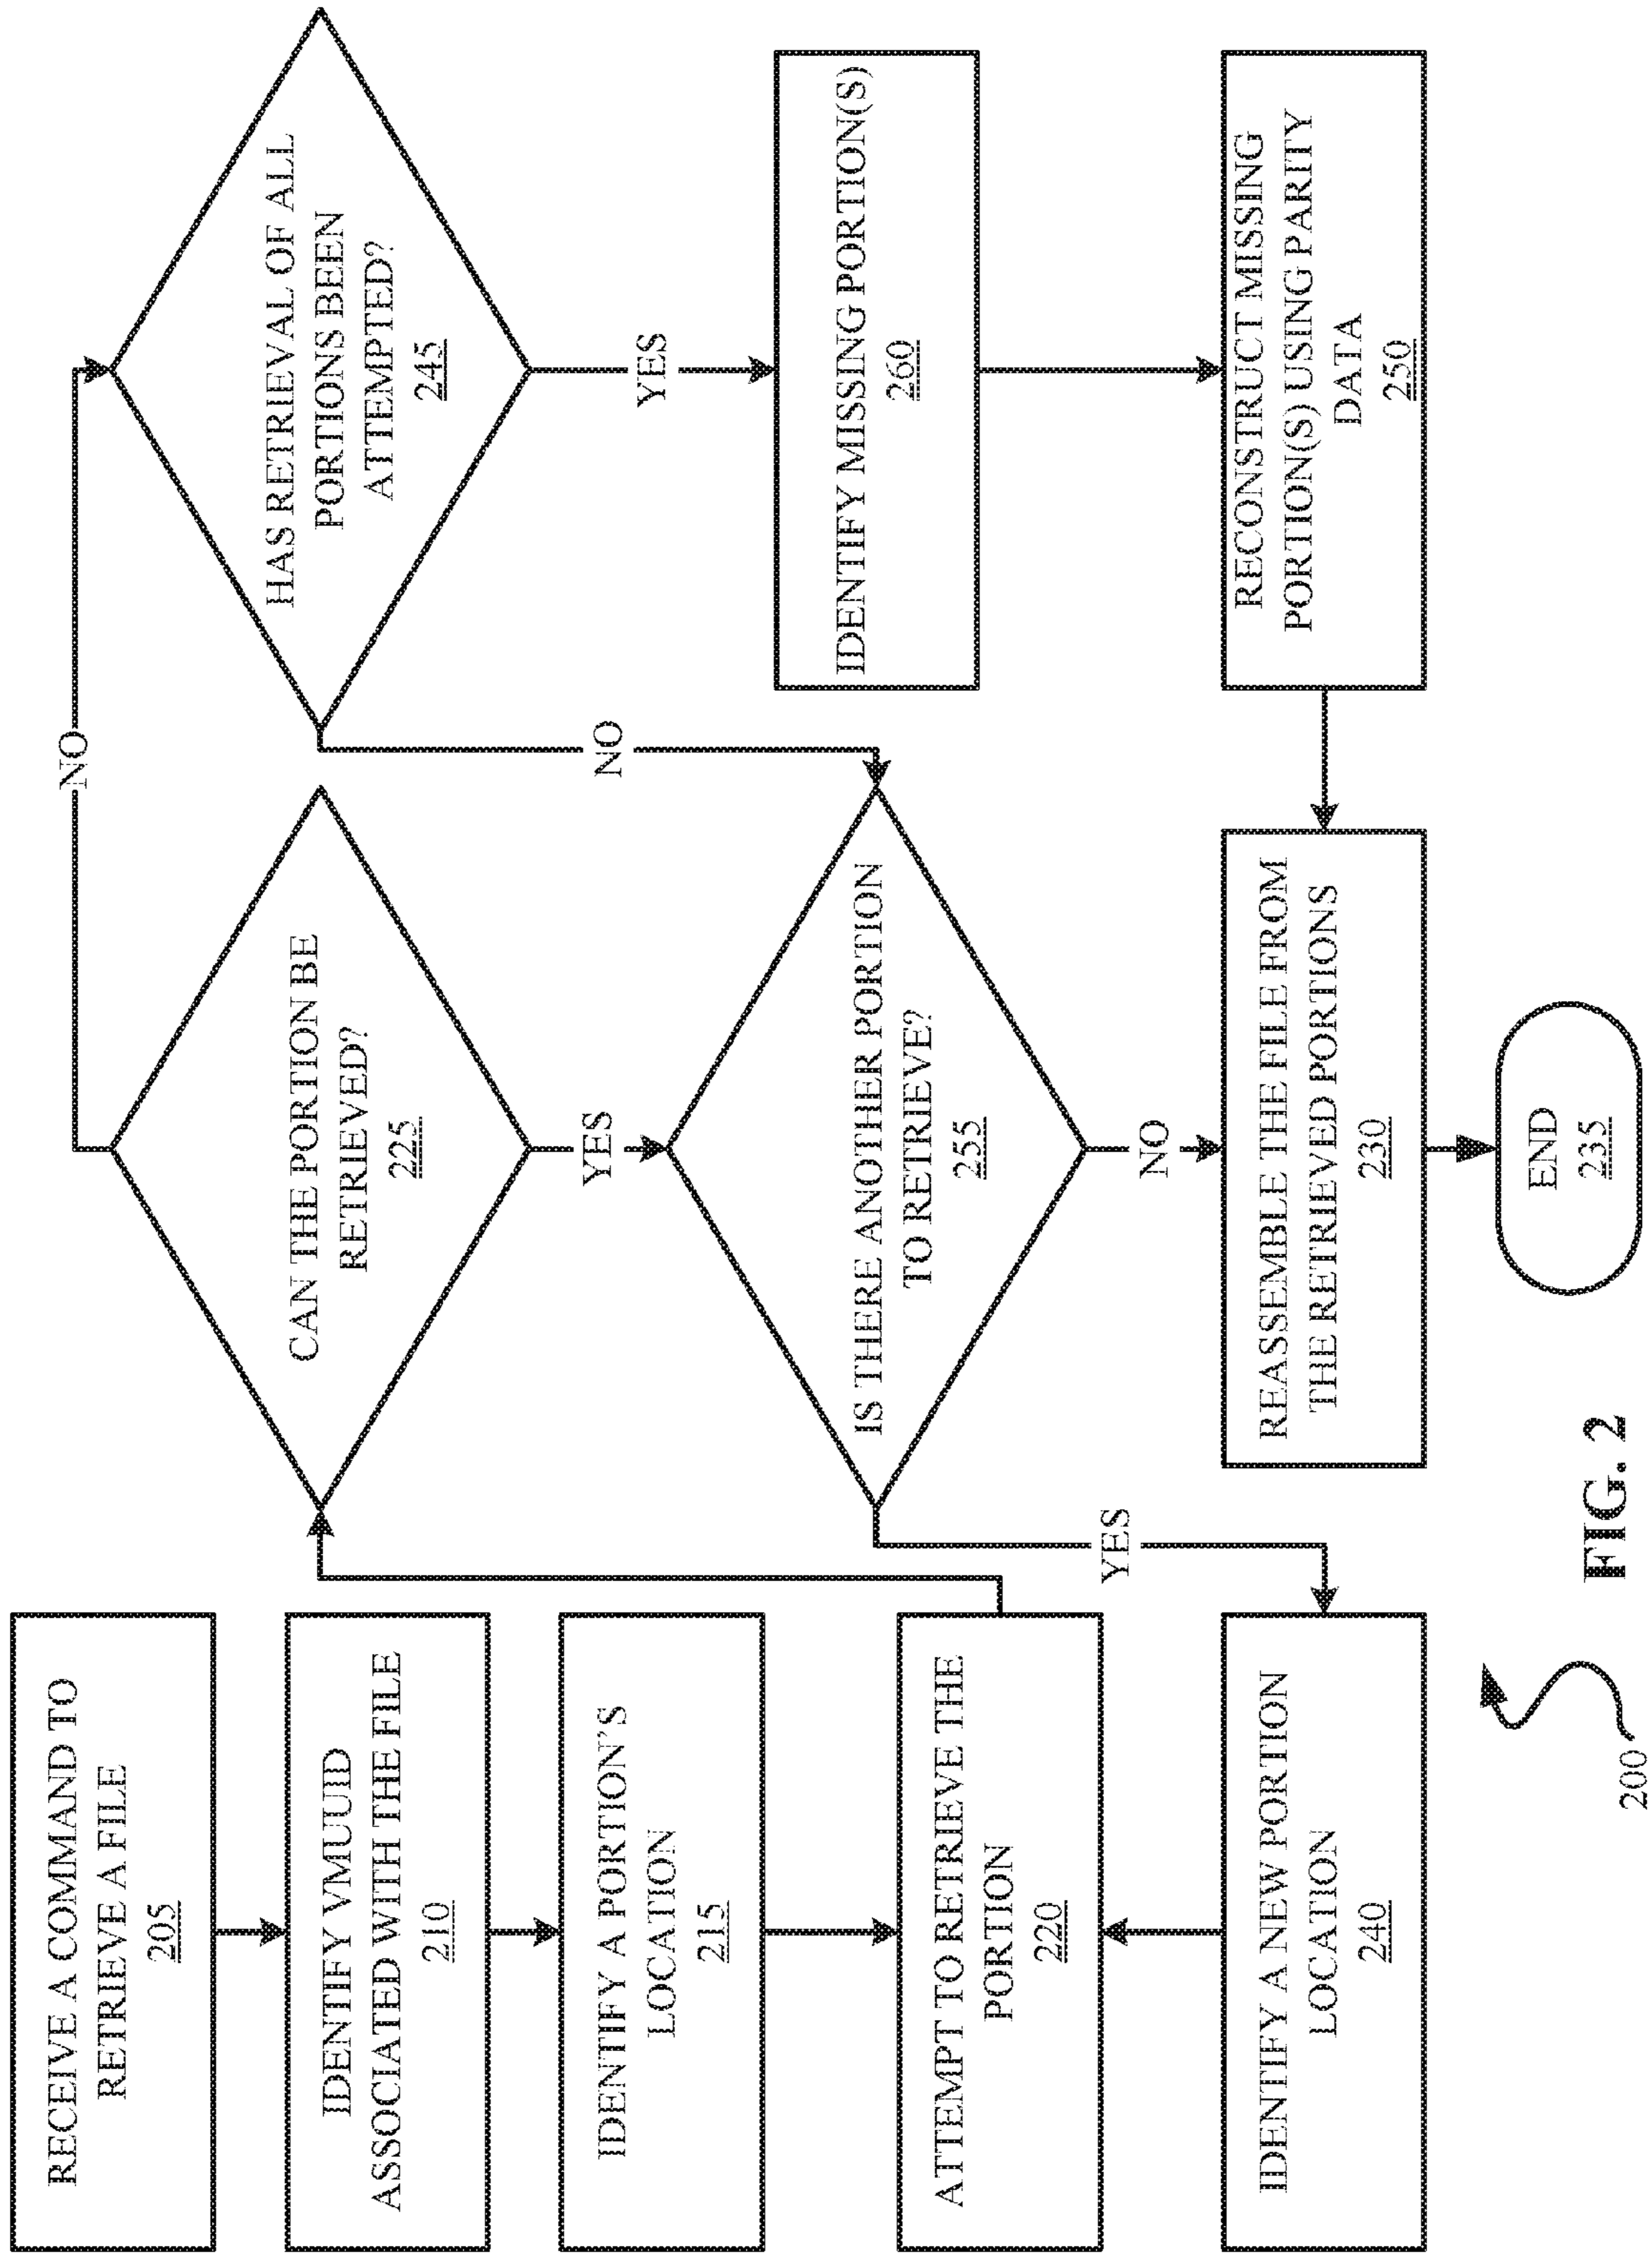 RECEIVE A COMMAND TO
RETRIEVE A FILE
205
IDENTIFY VMUUID
ASSOCIATED WITH THE FILE
210
IDENTIFY A PORTION'S
LOCATION
215
ATTEMPT TO RETRIEVE THE
PORTION
220
IDENTIFY A NEW PORTION
LOCATION
240
CAN THE PORTION BE
RETRIEVED?
225
NO
YES
IS THERE ANOTHER PORTION
TO RETRIEVE?
255
YES
NO
REASSEMBLE THE FILE FROM
THE RETRIEVED PORTIONS
230
END
235
HAS RETRIEVAL OF ALL
PORTIONS BEEN
ATTEMPTED?
245
NO
YES
IDENTIFY MISSING PORTION(S)
260
RECONSTRUCT MISSING
PORTION(S) USING PARITY
DATA
250
200
FIG. 2